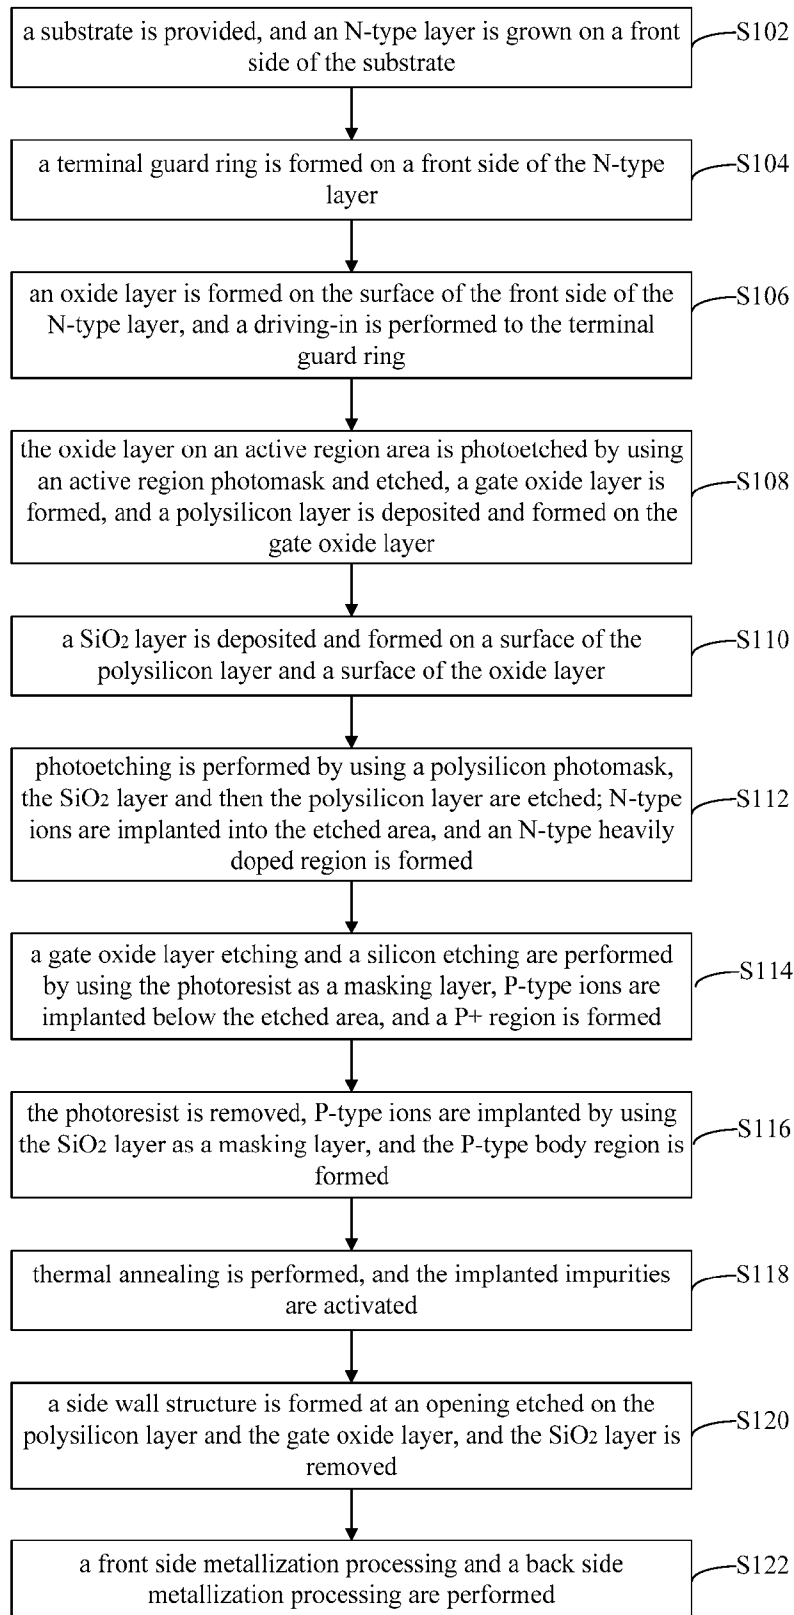 a substrate is provided, and an N-type layer is grown on a front
side of the substrate
S102
a terminal guard ring is formed on a front side of the N-type
layer
S104
an oxide layer is formed on the surface of the front side of the
N-type layer, and a driving-in is performed to the terminal
guard ring
S106
the oxide layer on an active region area is photoetched by using
an active region photomask and etched, a gate oxide layer is
formed, and a polysilicon layer is deposited and formed on the
gate oxide layer
S108
a SiO2 layer is deposited and formed on a surface of the
polysilicon layer and a surface of the oxide layer
S110
photoetching is performed by using a polysilicon photomask,
the SiO2 layer and then the polysilicon layer are etched; N-type
ions are implanted into the etched area, and an N-type heavily
doped region is formed
S112
a gate oxide layer etching and a silicon etching are performed
by using the photoresist as a masking layer, P-type ions are
implanted below the etched area, and a P+ region is formed
S114
the photoresist is removed, P-type ions are implanted by using
the SiO2 layer as a masking layer, and the P-type body region is
formed
S116
thermal annealing is performed, and the implanted impurities
are activated
S118
a side wall structure is formed at an opening etched on the
polysilicon layer and the gate oxide layer, and the SiO2 layer is
removed
S120
a front side metallization processing and a back side
metallization processing are performed
S122